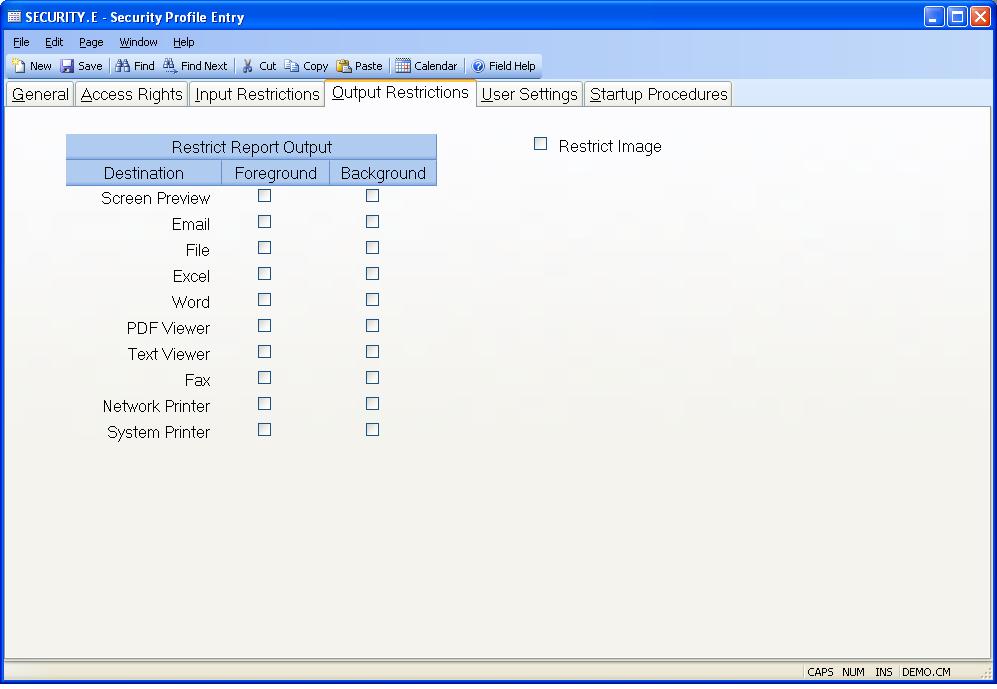 SECURITY.E - Security Profile Entry
File Edit Page Window Help
New Save Find Find Next Cut Copy Paste Calendar Field Help
General Access Rights Input Restrictions Output Restrictions User Settings Startup Procedures
Restrict Report Output
Restrict Image
Destination Foreground Background
Screen Preview
Email
File
Excel
Word
PDF Viewer
Text Viewer
Fax
Network Printer
System Printer
CAPS NUM INS DEMO.CM